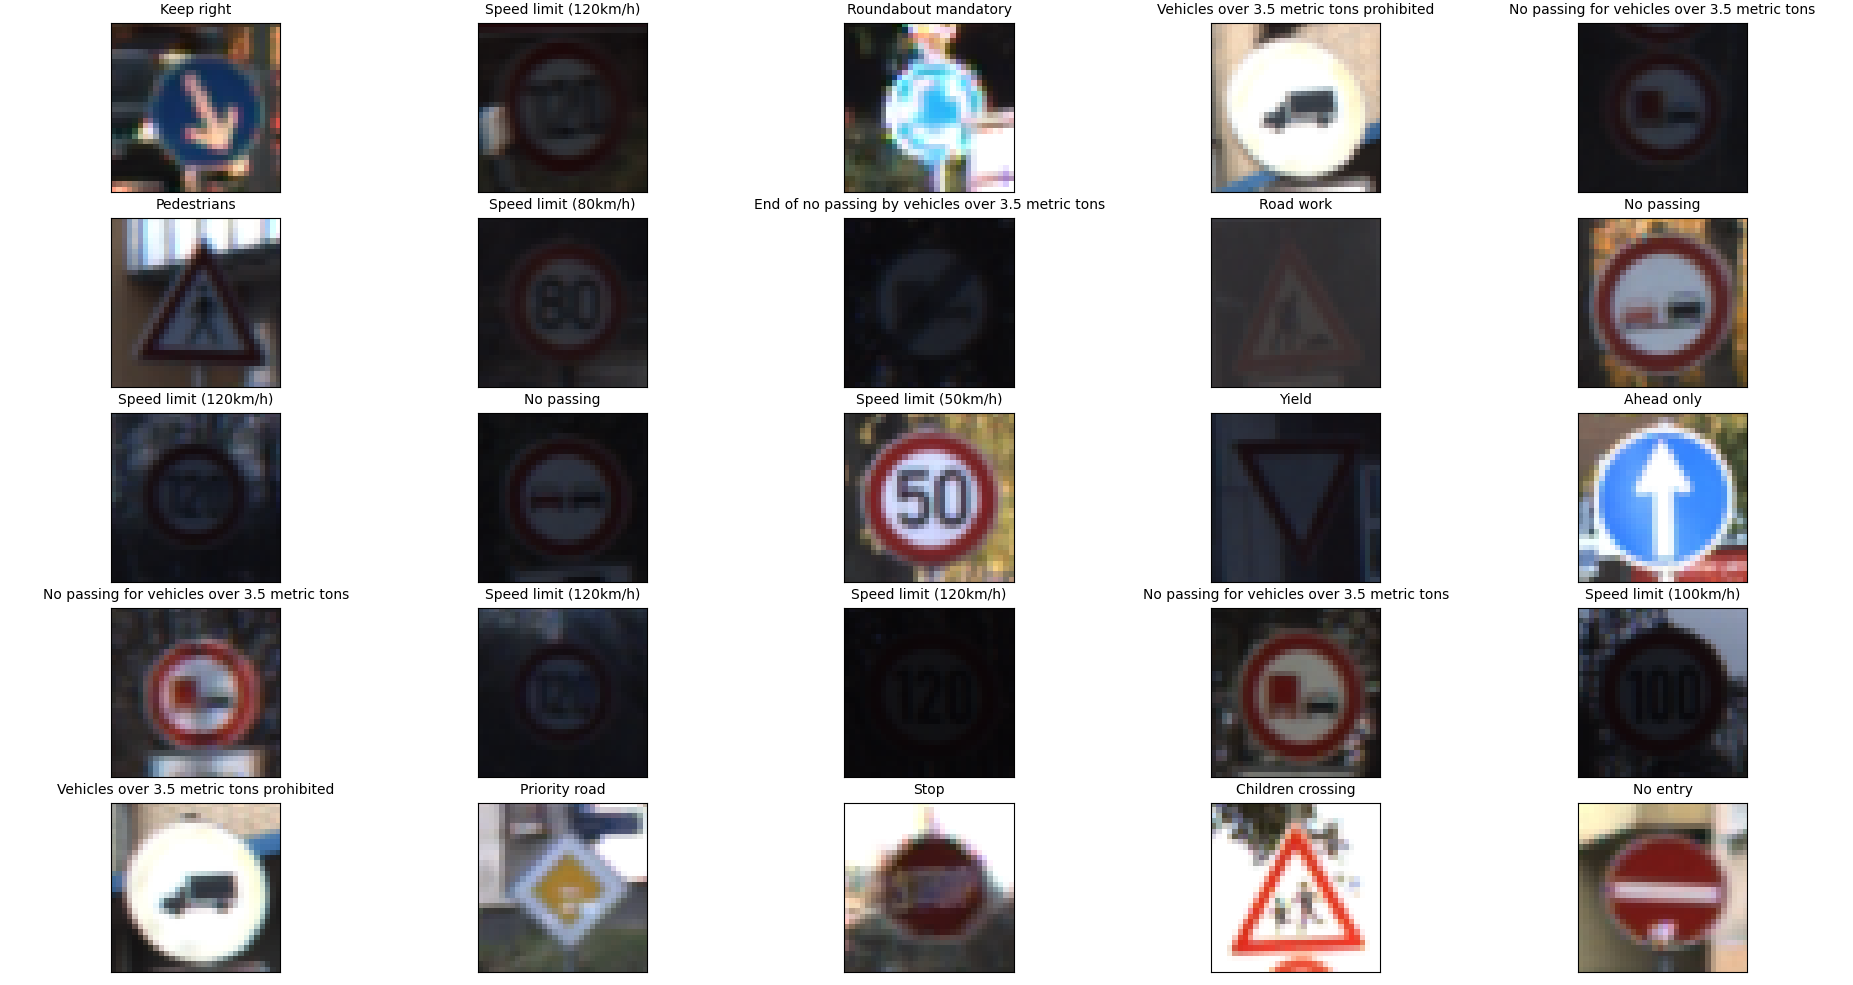 Keep right
Speed limit (120km/h)
Roundabout mandatory
Vehicles over 3.5 metric tons prohibited
No passing for vehicles over 3.5 metric tons
120
Pedestrians
Speed limit (80km/h)
End of no passing by vehicles over 3.5 metric tons
Road work
No passing
80
Speed limit (120km/h)
No passing
Speed limit (50km/h)
Yield
Ahead only
120
50
No passing for vehicles over 3.5 metric tons
Speed limit (120km/h)
Speed limit (120km/h)
No passing for vehicles over 3.5 metric tons
Speed limit (100km/h)
120
120
100
Vehicles over 3.5 metric tons prohibited
Priority road
Stop
Children crossing
No entry